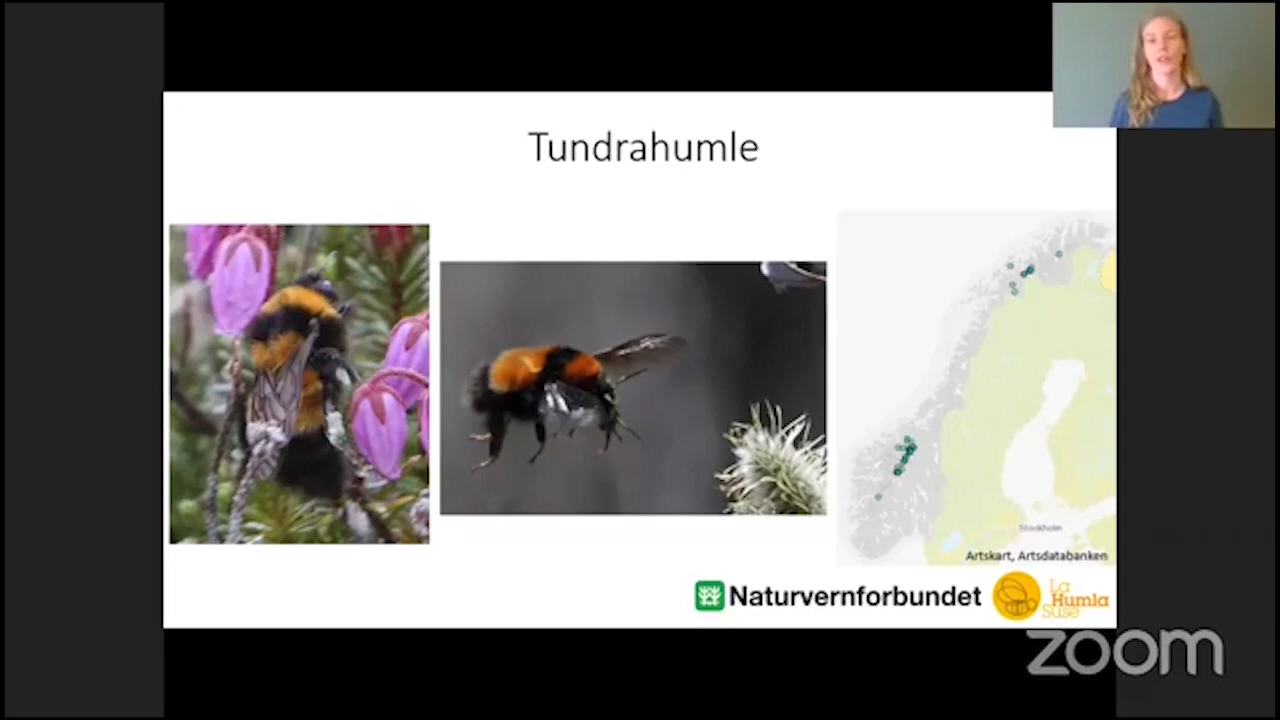 Tundrahumle
Stockholm
Artskart, Artsdatabanken
Naturvernforbundet
La
Humla
Suse
zoom